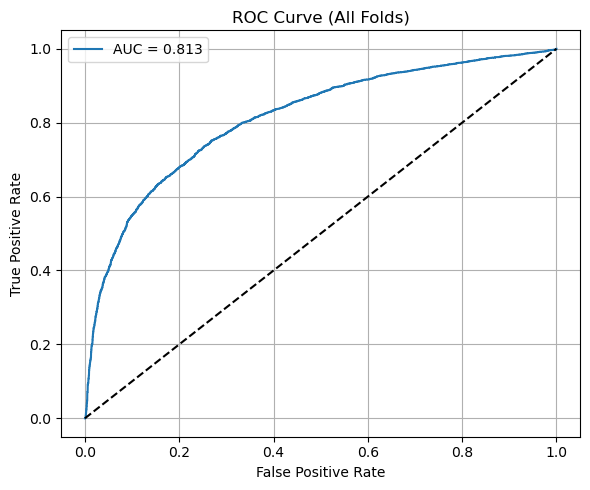 ROC Curve (All Folds)
AUC = 0.813
True Positive Rate
1.0
0.8
0.6
0.4
0.2
0.0
0.0 0.2 0.4 0.6 0.8 1.0
False Positive Rate